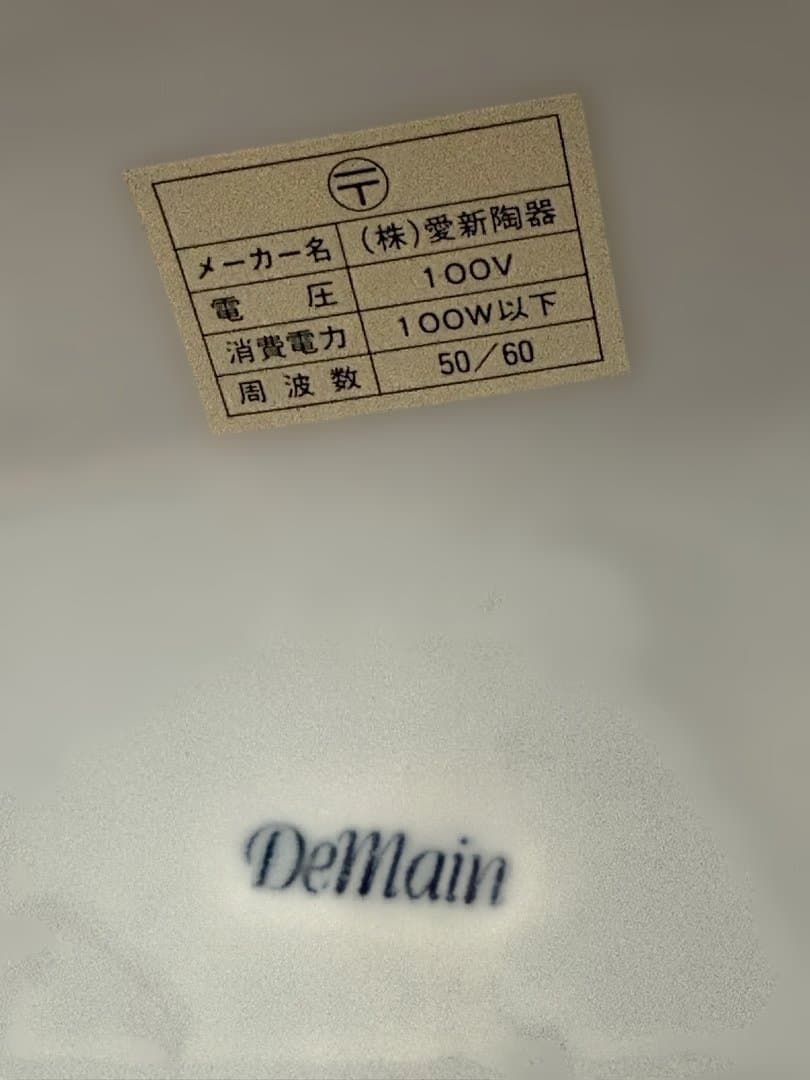 〒
メーカー名 (株)愛新陶器
電圧 100V
消費電力 100W以下
周波数 50/60
DeMain